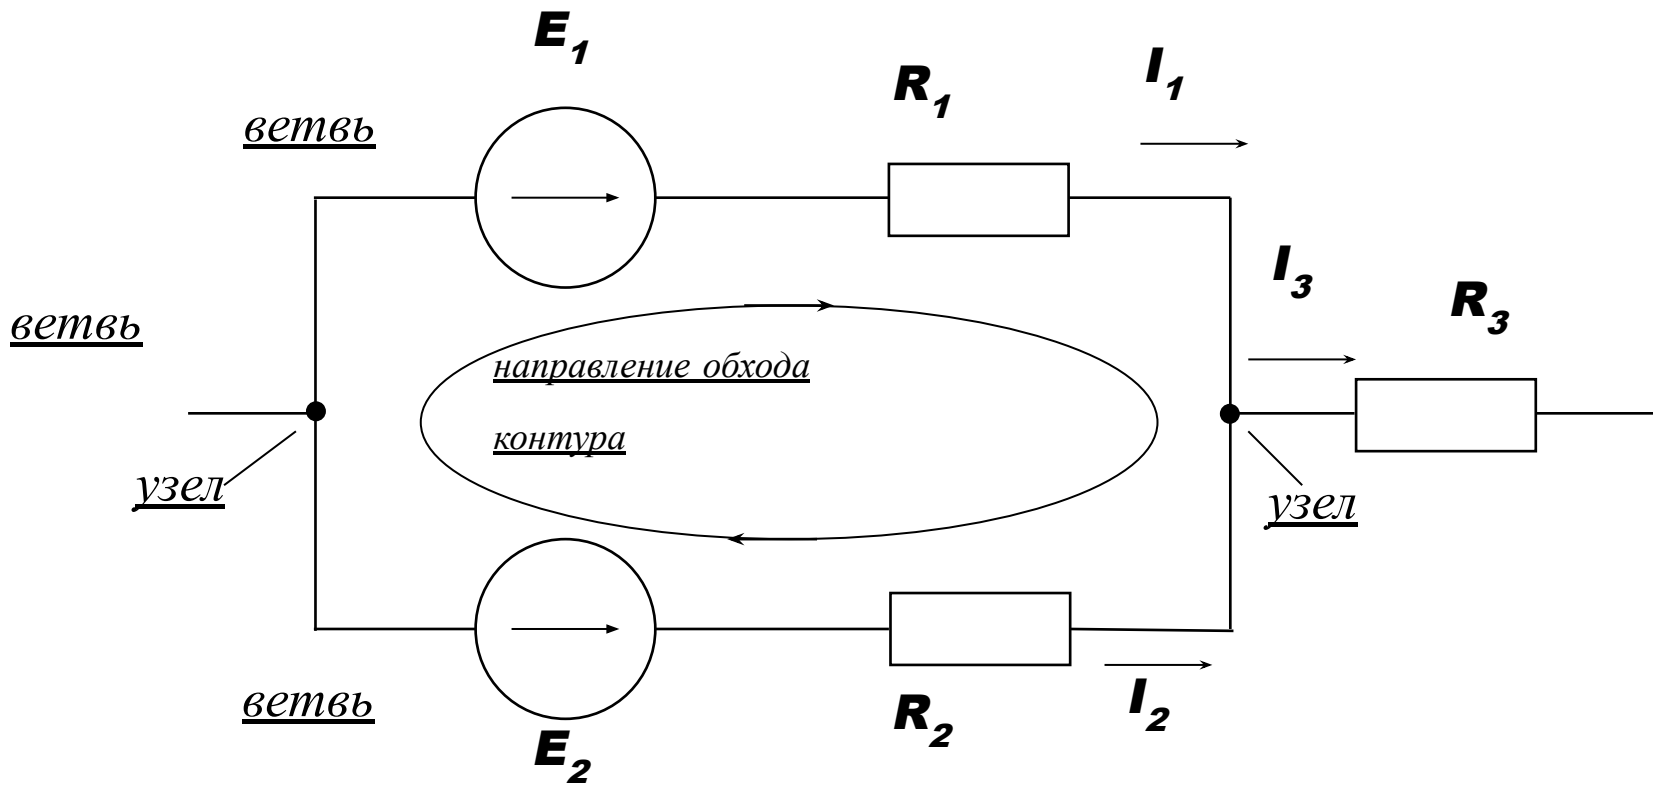 E₁
R₁
I₁
ветвь
I₃
R₃
ветвь
направление обхода
контура
узел
узел
ветвь
R₂
I₂
E₂